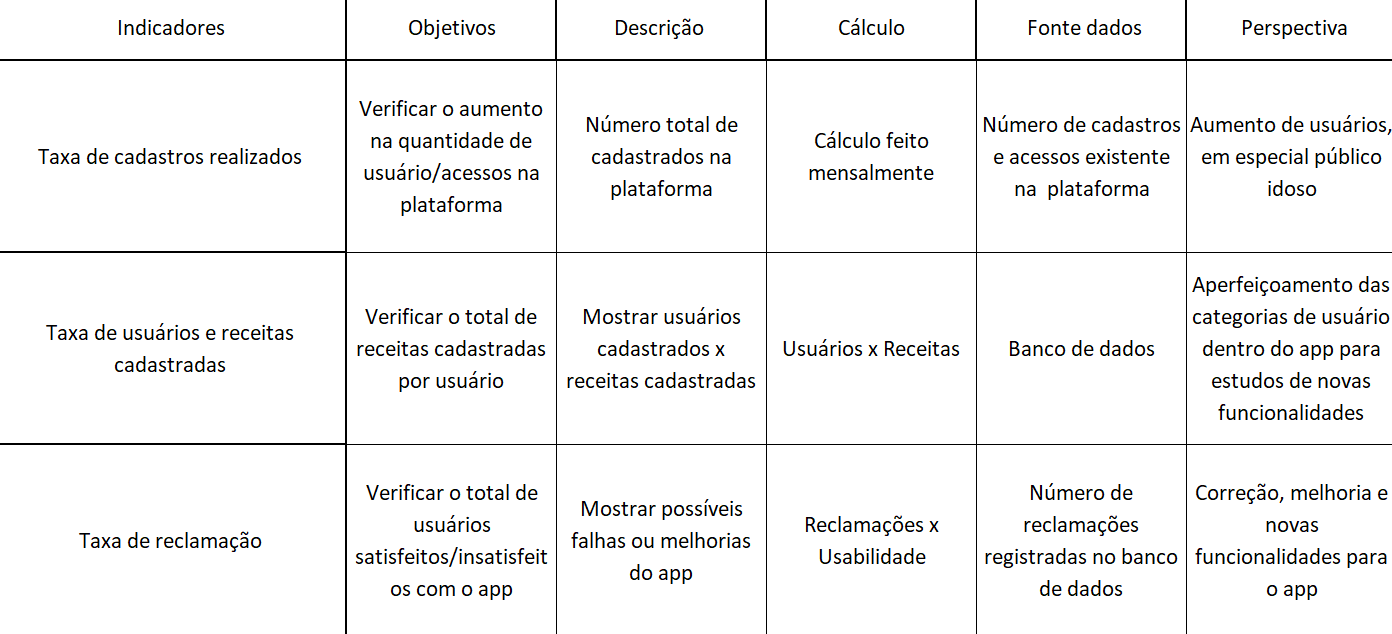 Indicadores
Objetivos
Descrição
Cálculo
Fonte dados
Perspectiva
Taxa de cadastros realizados
Verificar o aumento
na quantidade de
usuário/acessos na
plataforma
Número total de
cadastrados na
plataforma
Cálculo feito
mensalmente
Número de cadastros
e acessos existente
na  plataforma
Aumento de usuários,
em especial público
idoso
Taxa de usuários e receitas
cadastradas
Verificar o total de
receitas cadastradas
por usuário
Mostrar usuários
cadastrados x
receitas cadastradas
Usuários x Receitas
Banco de dados
Aperfeiçoamento das
categorias de usuário
dentro do app para
estudos de novas
funcionalidades
Taxa de reclamação
Verificar o total de
usuários
satisfeitos/insatisfeit
os com o app
Mostrar possíveis
falhas ou melhorias
do app
Reclamações x
Usabilidade
Número de
reclamações
registradas no banco
de dados
Correção, melhoria e
novas
funcionalidades para
o app